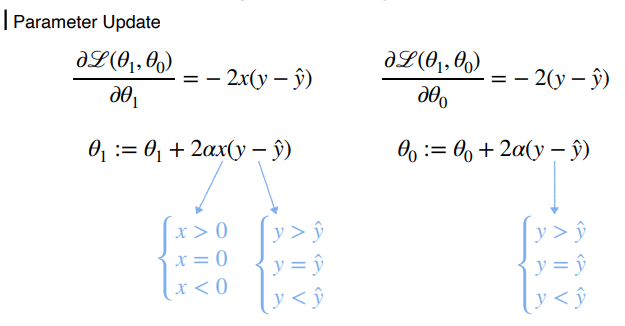 Parameter Update
∂ℒ(θ₁, θ₀)/∂θ₁ = − 2x(y − ŷ)
∂ℒ(θ₁, θ₀)/∂θ₀ = − 2(y − ŷ)
θ₁ := θ₁ + 2αx(y − ŷ)
θ₀ := θ₀ + 2α(y − ŷ)
x > 0
x = 0
x < 0
y > ŷ
y = ŷ
y < ŷ
y > ŷ
y = ŷ
y < ŷ